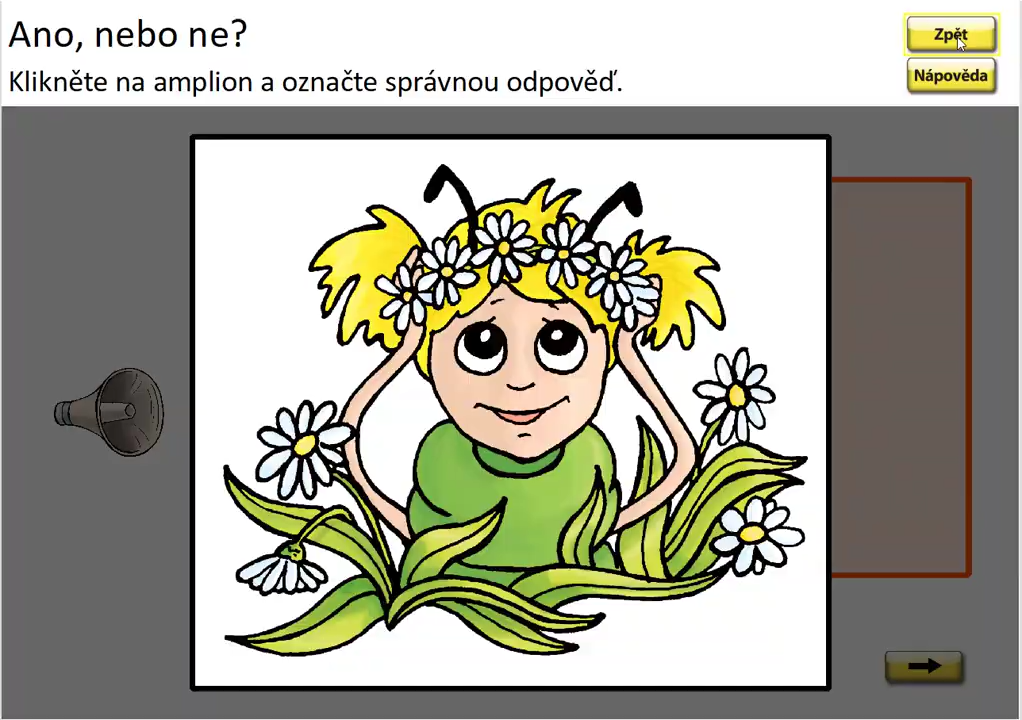 Ano, nebo ne?
Zpět
Klikněte na amplion a označte správnou odpověď.
Nápověda